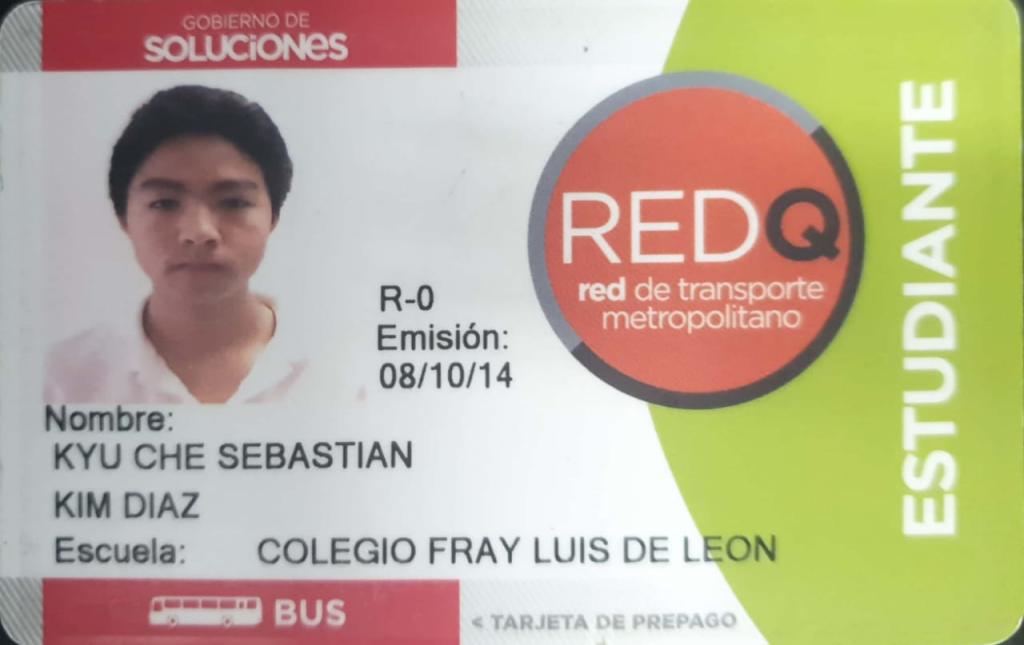 GOBIERNO DE
SOLUCIONES
REDQ
red de transporte
metropolitano
ESTUDIANTE
R-0
Emisión:
08/10/14
Nombre:
KYU CHE SEBASTIAN
KIM DIAZ
Escuela: COLEGIO FRAY LUIS DE LEON
BUS
< TARJETA DE PREPAGO